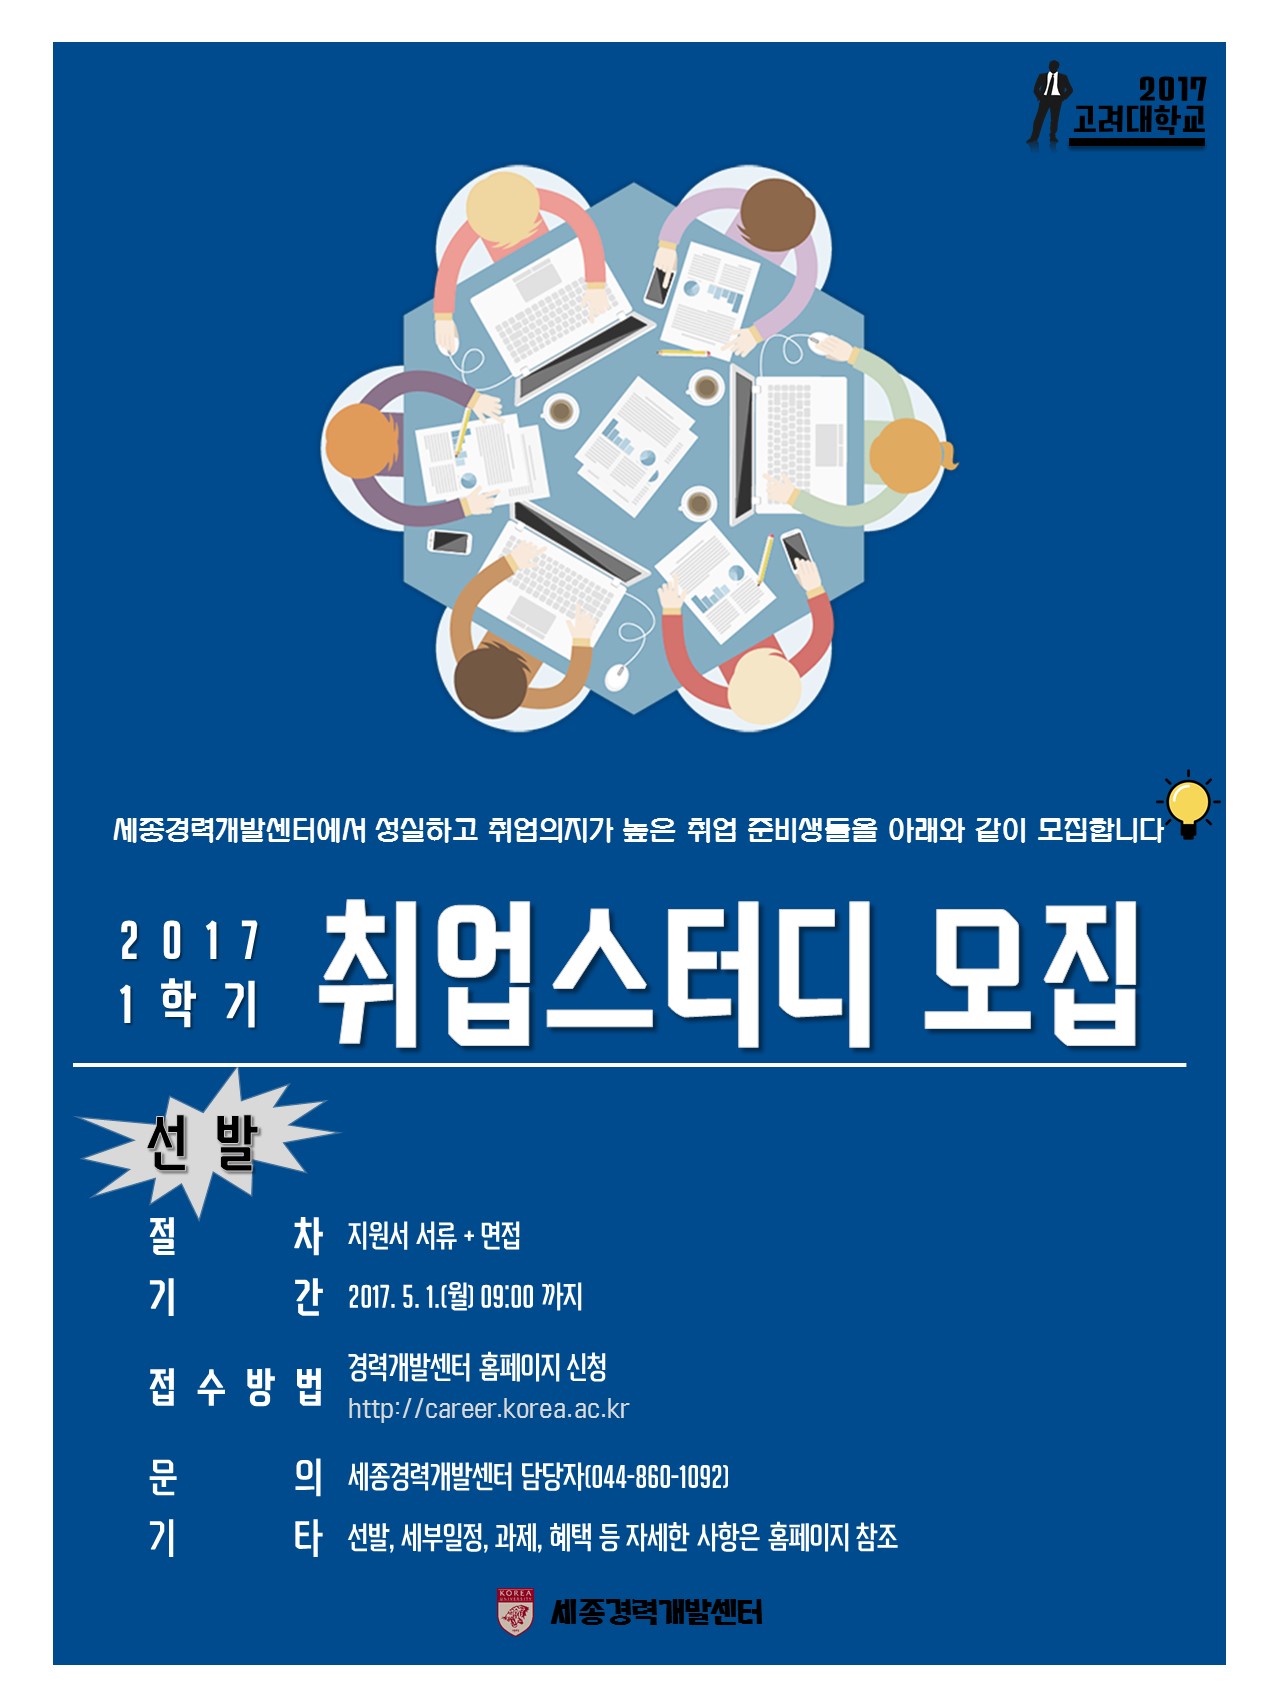 2017
고려대학교
세종경력개발센터에서 성실하고 취업의지가 높은 취업 준비생들을 아래와 같이 모집합니다
2017
1학기
취업스터디 모집
선 발
절 차 지원서 서류 + 면접
기 간 2017. 5. 1.(월) 09:00 까지
접 수 방 법 경력개발센터 홈페이지 신청
http://career.korea.ac.kr
문 의 세종경력개발센터 담당자(044-860-1092)
기 타 선발, 세부일정, 과제, 혜택 등 자세한 사항은 홈페이지 참조
KOREA
UNIVERSITY
세종경력개발센터